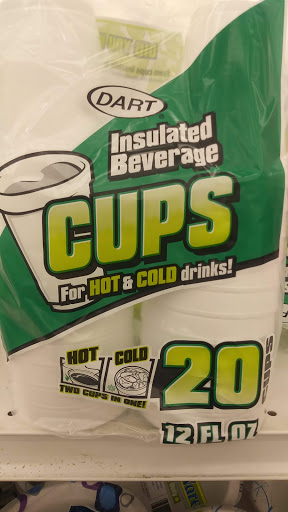 DART
Insulated
Beverage
CUPS
For HOT & COLD drinks!
HOT COLD
TWO CUPS IN ONE!
20
CUPS
12 FL OZ